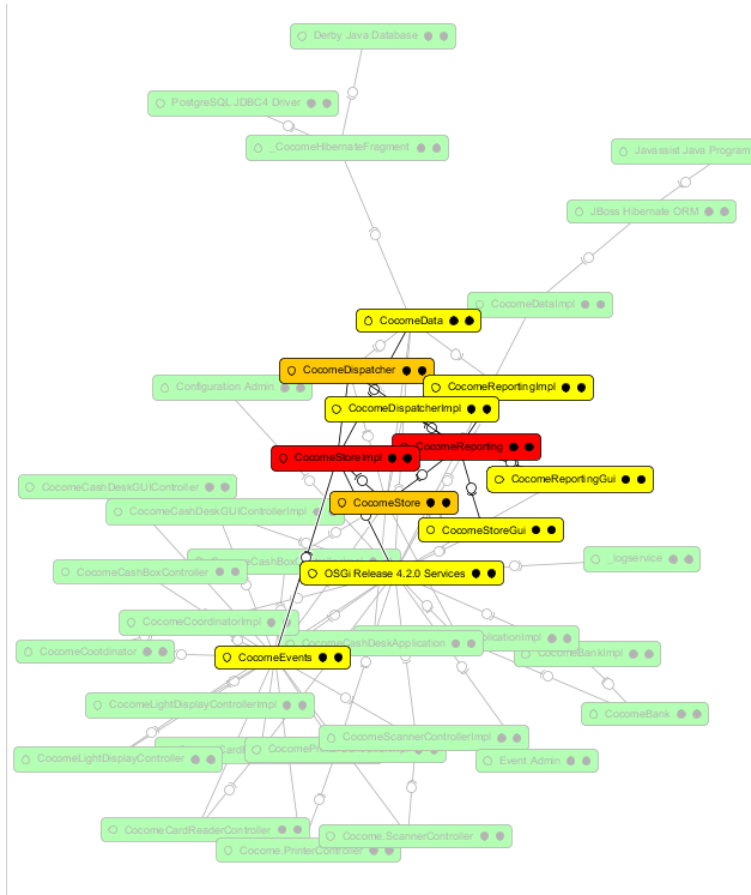 Derby Java Database
PostgreSQL JDBC4 Driver
_CocomeHibernateFragment
Javassist Java Program
JBoss Hibernate ORM
CocomeDataImpl
CocomeData
CocomeDispatcher
Configuration Admin
CocomeReportingImpl
CocomeDispatcherImpl
CocomeReporting
CocomeStoreImpl
CocomeReportingGui
CocomeCashDeskGUIController
CocomeStore
CocomeCashDeskGUIControllerImpl
CocomeStoreGui
_logservice
CocomeCashBoxController
OSGi Release 4.2.0 Services
CocomeCoordinatorImpl
CocomeCashDeskApplication
CocomeCootdinator
CocomeEvents
CocomeBankImpl
CocomeLightDisplayControllerImpl
CocomeBank
CocomeScannerControllerImpl
CocomeLightDisplayController
Event Admin
CocomeCardReaderController
Cocome.ScannerController
Cocome.PrinterController